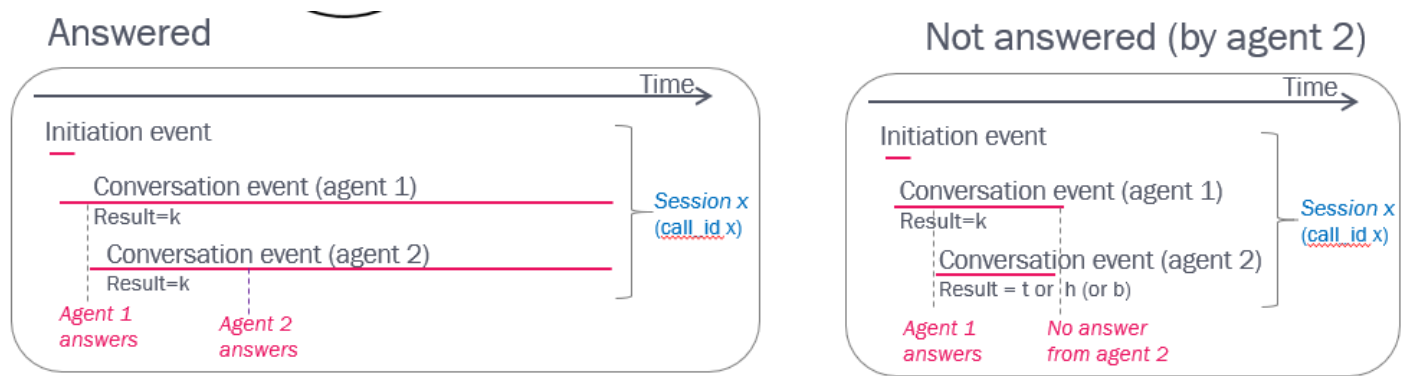 Answered
Time
Initiation event
Conversation event (agent 1)
Result=k
Conversation event (agent 2)
Result=k
Agent 1
answers
Agent 2
answers
Session x
(call_id x)
Not answered (by agent 2)
Time
Initiation event
Conversation event (agent 1)
Result=k
Conversation event (agent 2)
Result = t or h (or b)
Agent 1
answers
No answer
from agent 2
Session x
(call_id x)